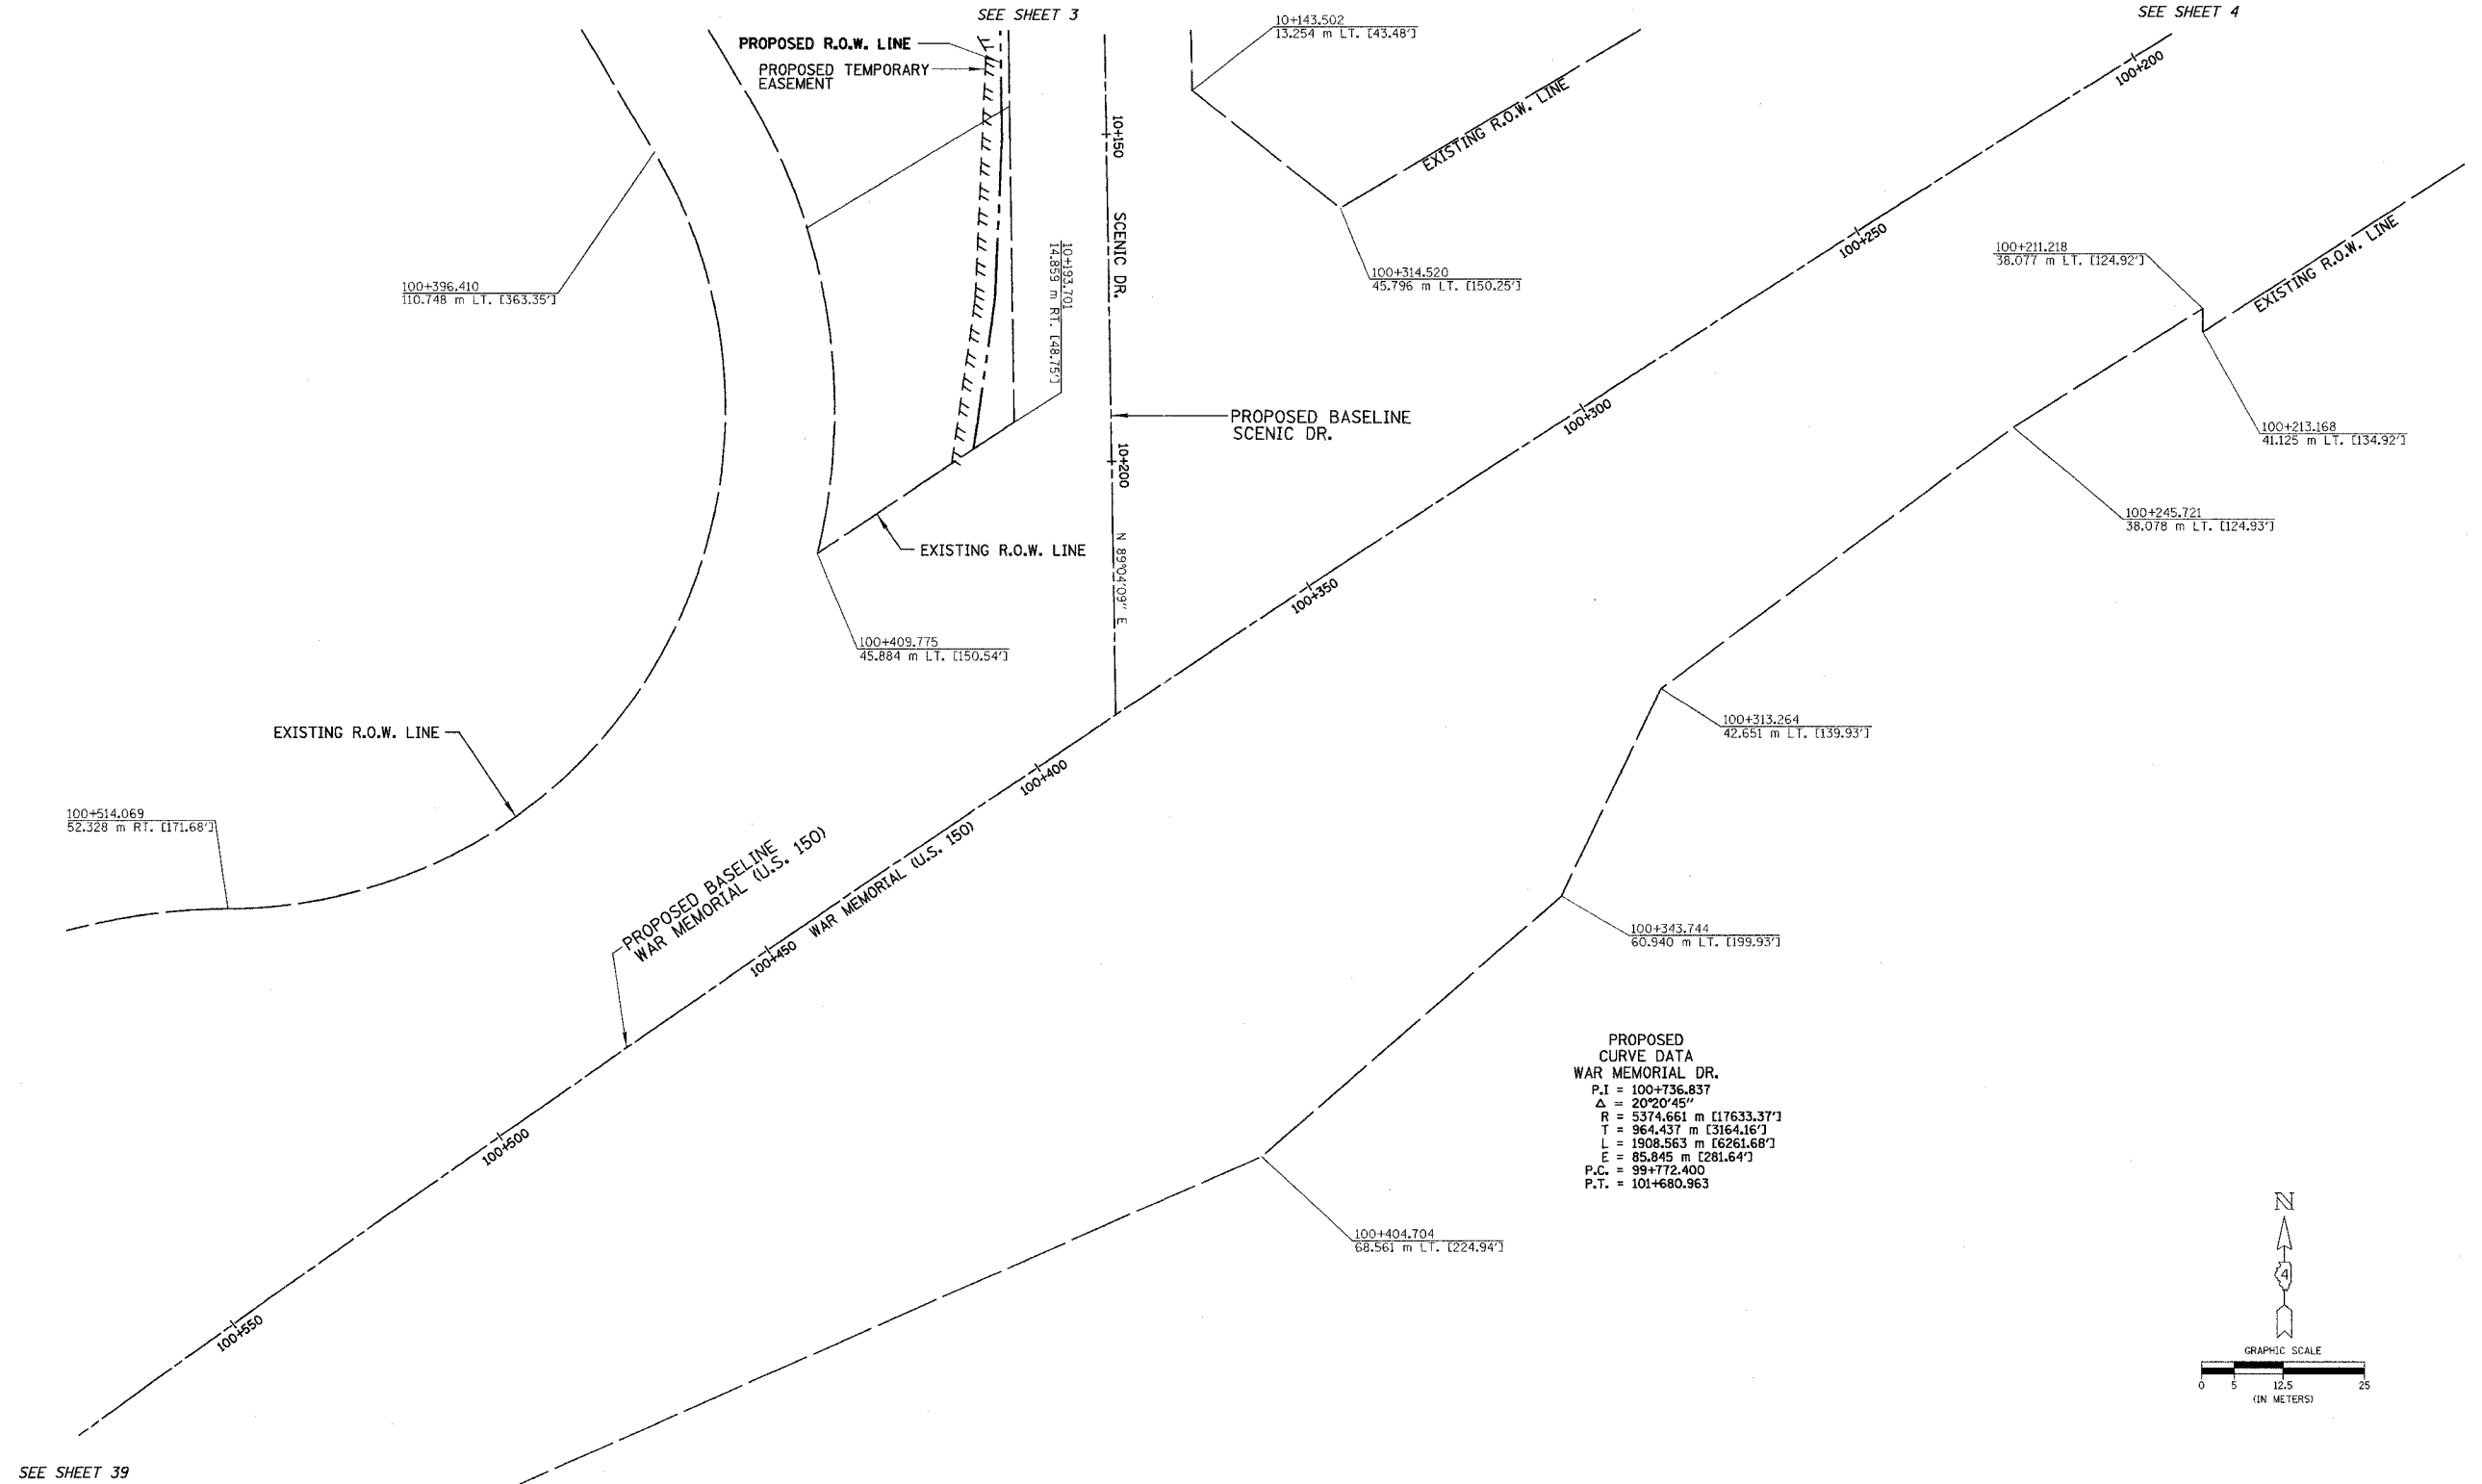 SEE SHEET 3
SEE SHEET 4
PROPOSED R.O.W. LINE
PROPOSED TEMPORARY
EASEMENT
10+143.502
13.254 m LT. [43.48']
100+200
EXISTING R.O.W. LINE
10+150
SCENIC DR.
100+396.410
110.748 m LT. [363.35']
10+193.701
14.859 m RT. [48.75']
100+314.520
45.796 m LT. [150.25']
100+250
100+211.218
38.077 m LT. [124.92']
EXISTING R.O.W. LINE
PROPOSED BASELINE
SCENIC DR.
100+300
100+213.168
41.125 m LT. [134.92']
10+200
100+245.721
38.078 m LT. [124.93']
EXISTING R.O.W. LINE
N 89°04'09" E
100+350
100+409.775
45.884 m LT. [150.54']
EXISTING R.O.W. LINE
100+313.264
42.651 m LT. [139.93']
100+400
100+514.069
52.328 m RT. [171.68']
PROPOSED BASELINE
WAR MEMORIAL (U.S. 150)
100+450
WAR MEMORIAL (U.S. 150)
100+343.744
60.940 m LT. [199.93']
PROPOSED
CURVE DATA
WAR MEMORIAL DR.
P.I = 100+736.837
Δ = 20°20'45"
R = 5374.661 m [17633.37']
T = 964.437 m [3164.16']
L = 1908.563 m [6261.68']
E = 85.845 m [281.64']
P.C. = 99+772.400
P.T. = 101+680.963
100+500
100+404.704
68.561 m LT. [224.94']
100+550
N
4
GRAPHIC SCALE
0 5 12.5 25
(IN METERS)
SEE SHEET 39